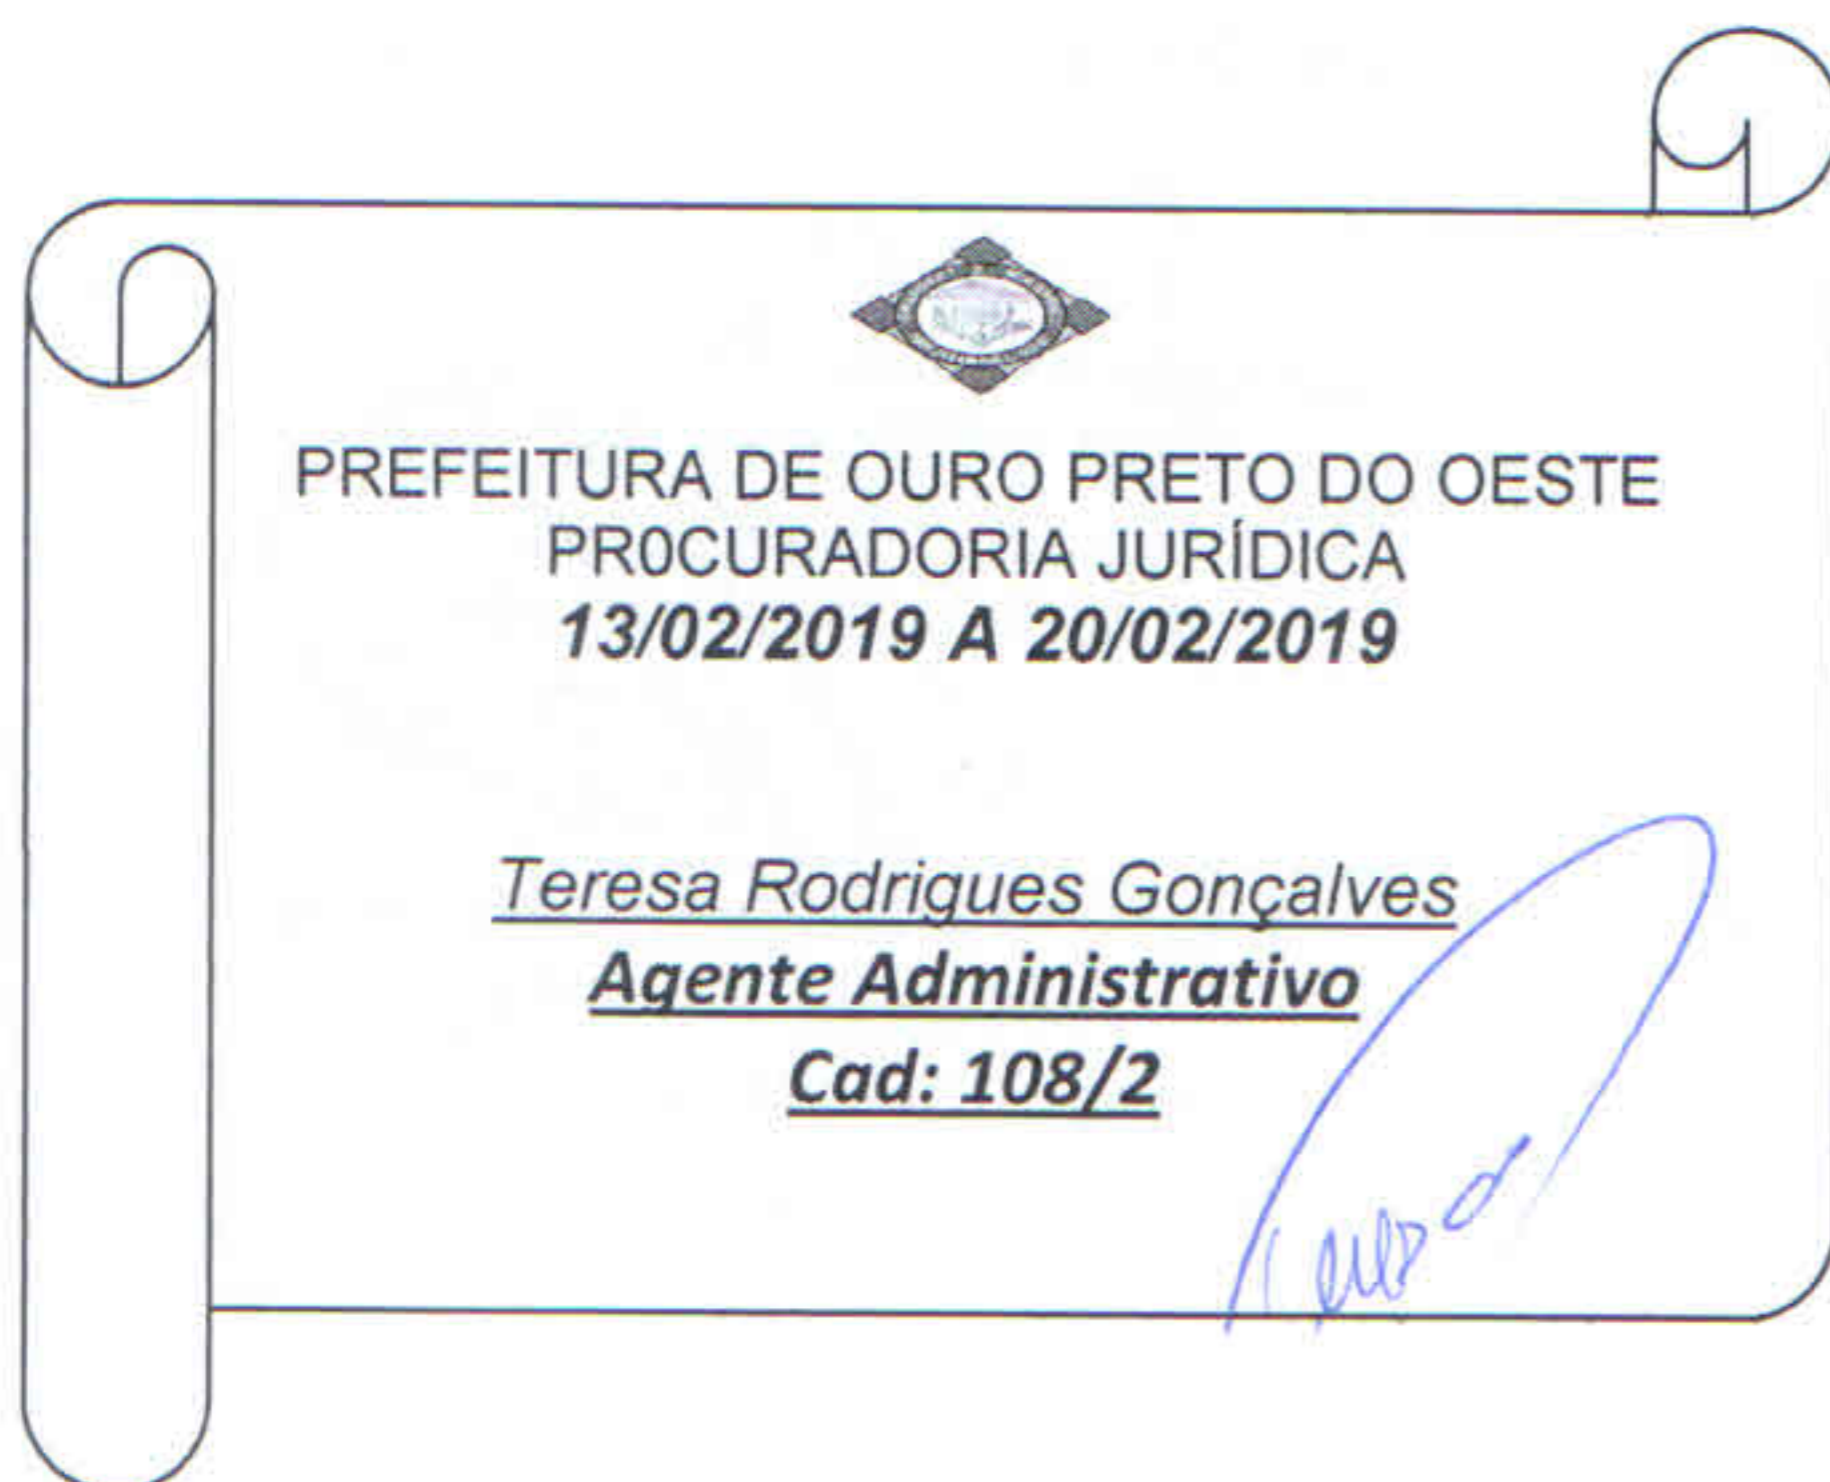 PREFEITURA DE OURO PRETO DO OESTE
PR0CURADORIA JURÍDICA
13/02/2019 A 20/02/2019
Teresa Rodrigues Gonçalves
Agente Administrativo
Cad: 108/2